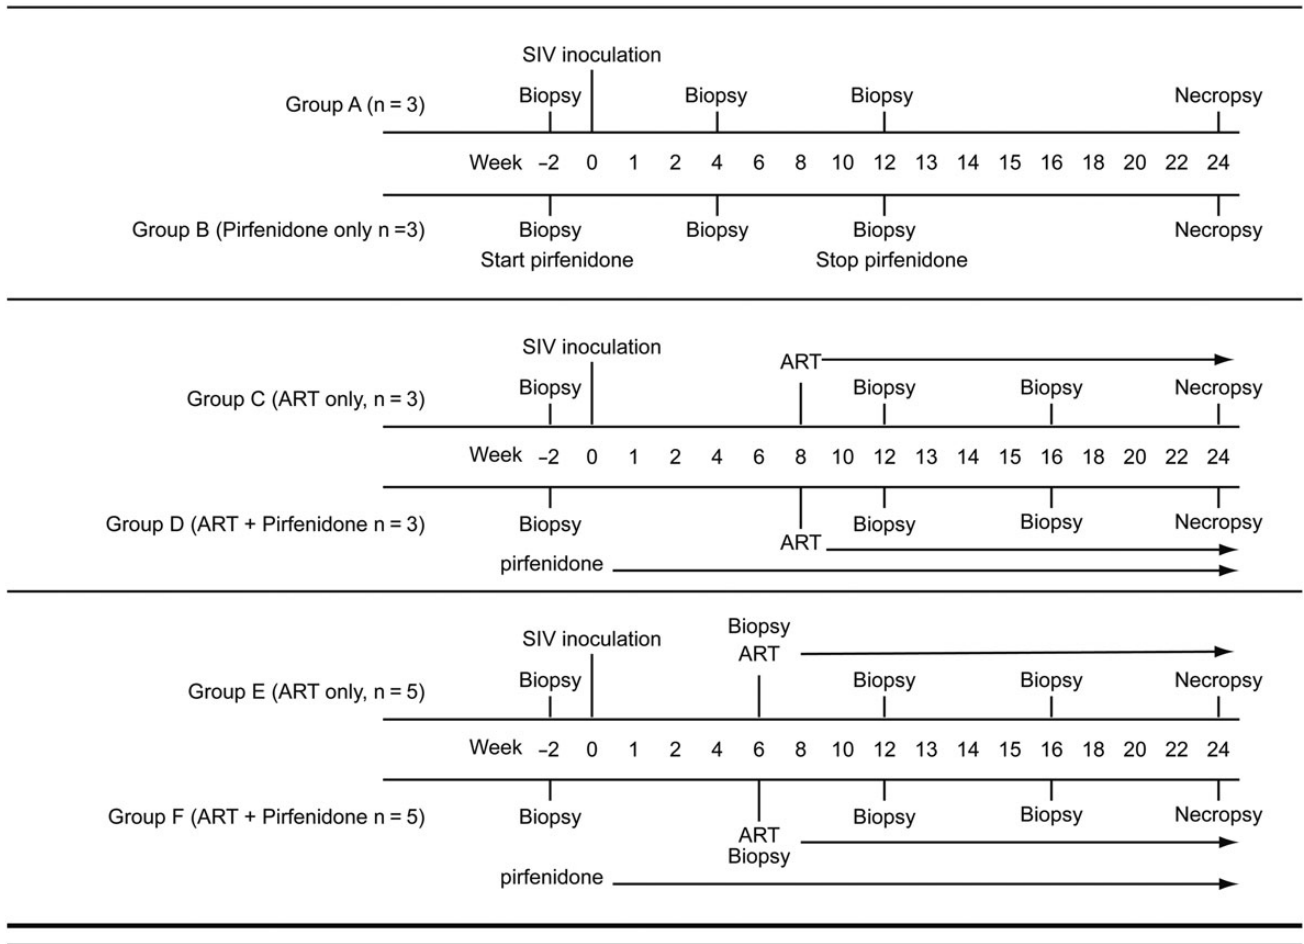 SIV inoculation
Group A (n = 3) Biopsy Biopsy Biopsy Necropsy
Week –2 0 1 2 4 6 8 10 12 13 14 15 16 18 20 22 24
Group B (Pirfenidone only n =3) Biopsy Biopsy Biopsy Necropsy
Start pirfenidone Stop pirfenidone
SIV inoculation ART
Group C (ART only, n = 3) Biopsy Biopsy Biopsy Necropsy
Week –2 0 1 2 4 6 8 10 12 13 14 15 16 18 20 22 24
Group D (ART + Pirfenidone n = 3) Biopsy Biopsy Biopsy Necropsy
ART
pirfenidone
Biopsy
SIV inoculation ART
Group E (ART only, n = 5) Biopsy Biopsy Biopsy Necropsy
Week –2 0 1 2 4 6 8 10 12 13 14 15 16 18 20 22 24
Group F (ART + Pirfenidone n = 5) Biopsy Biopsy Biopsy Necropsy
ART
Biopsy
pirfenidone